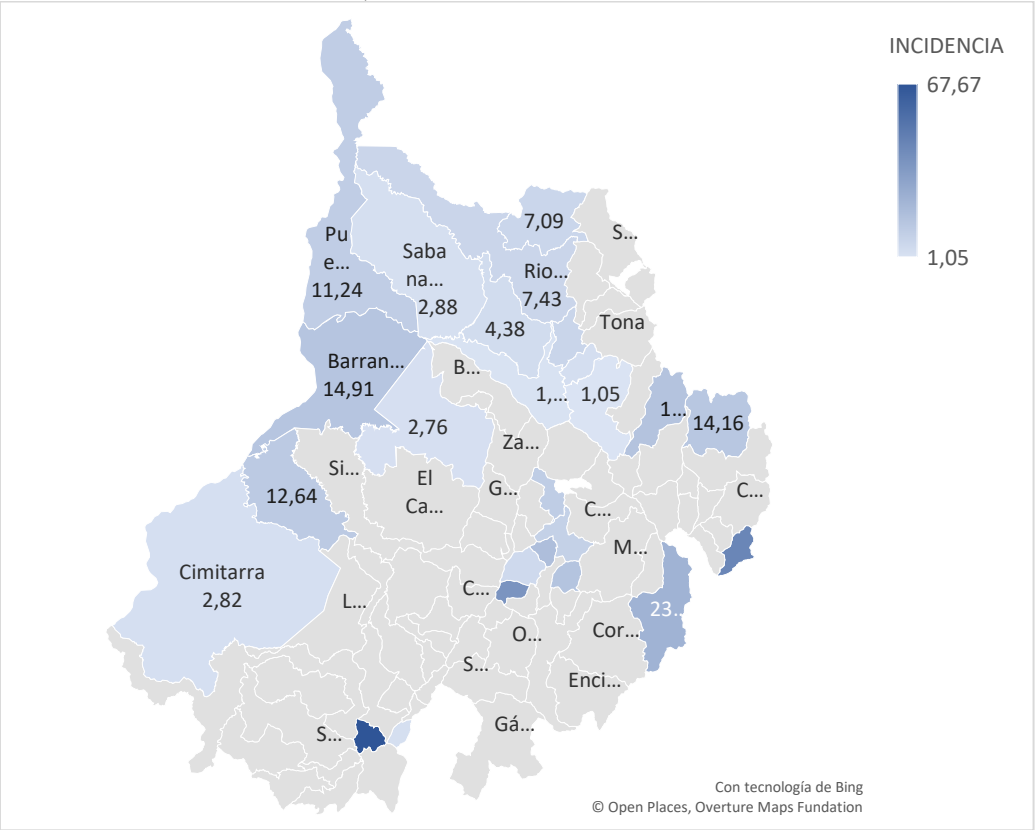 INCIDENCIA
67,67
1,05
7,09
S...
Pu
e...
11,24
Saba
na...
2,88
Rio...
7,43
4,38
Tona
Barran...
14,91
B...
1,...
1,05
1...
14,16
2,76
Za...
Si...
El
Ca...
G...
C...
12,64
C...
M...
Cimitarra
2,82
L...
C...
23...
O...
Cor...
S...
Enci...
S...
Gá...
Con tecnología de Bing
© Open Places, Overture Maps Fundation